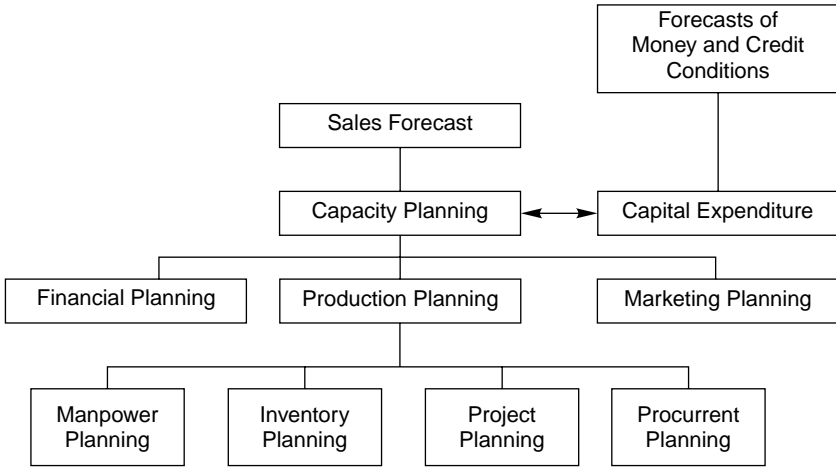 Forecasts of
Money and Credit
Conditions
Sales Forecast
Capacity Planning
Capital Expenditure
Financial Planning
Production Planning
Marketing Planning
Manpower
Planning
Inventory
Planning
Project
Planning
Procurrent
Planning